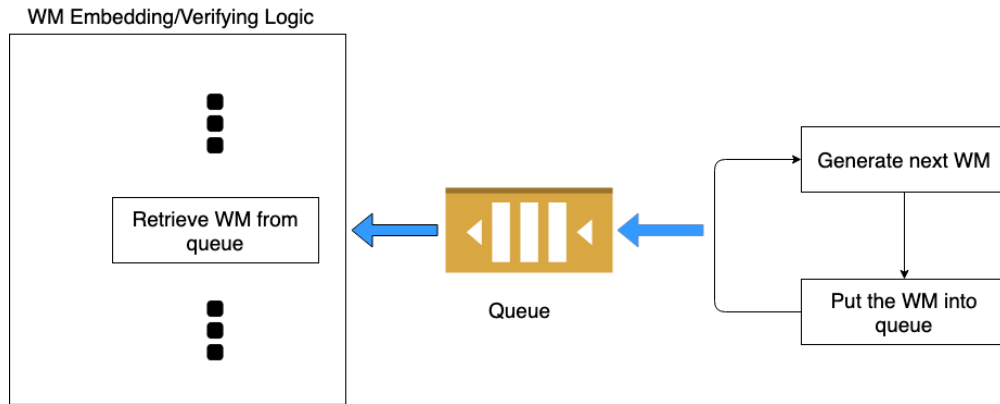 WM Embedding/Verifying Logic
Generate next WM
Retrieve WM from
queue
Put the WM into
queue
Queue